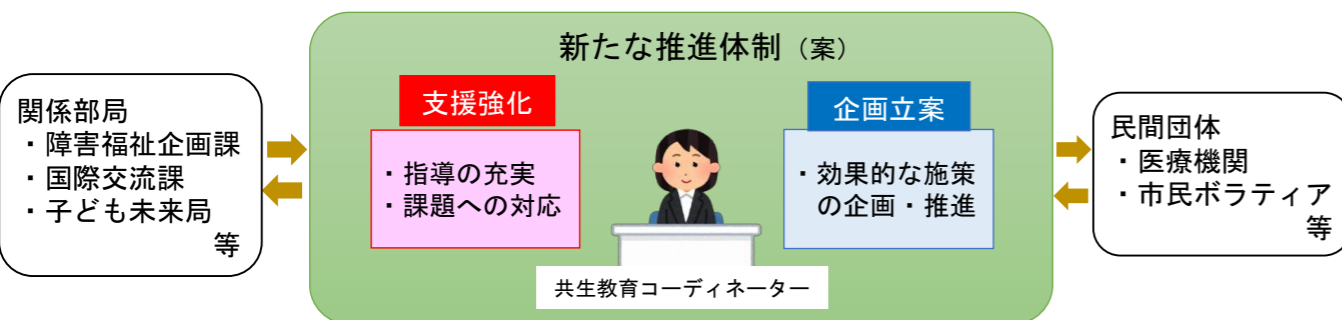 新たな推進体制（案）
関係部局
・障害福祉企画課
・国際交流課
・子ども未来局
等
支援強化
・指導の充実
・課題への対応
企画立案
・効果的な施策
の企画・推進
共生教育コーディネーター
民間団体
・医療機関
・市民ボラティア
等